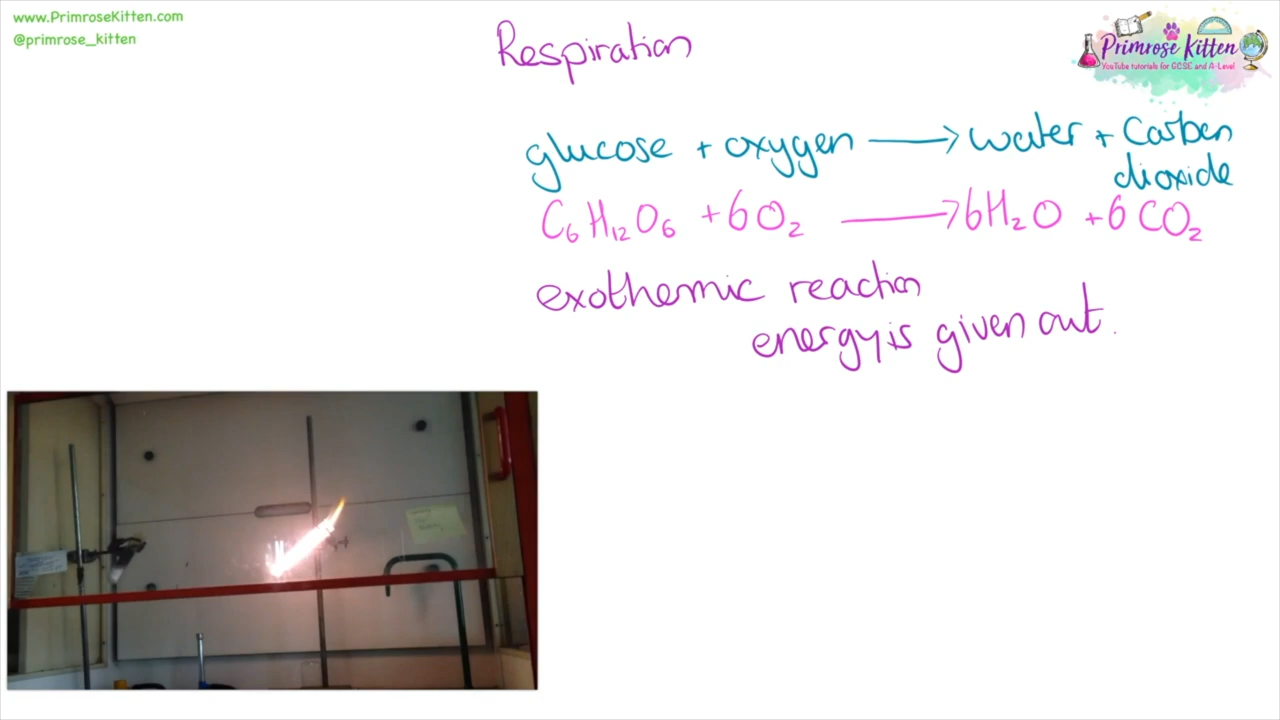 www.PrimroseKitten.com
@primrose_kitten
Primrose Kitten
YouTube tutorials for GCSE and A-Level
Respiration
glucose + oxygen → water + Carbon
dioxide
C₆H₁₂O₆ + 6O₂ → 6H₂O + 6CO₂
exothermic reaction
energy is given out.